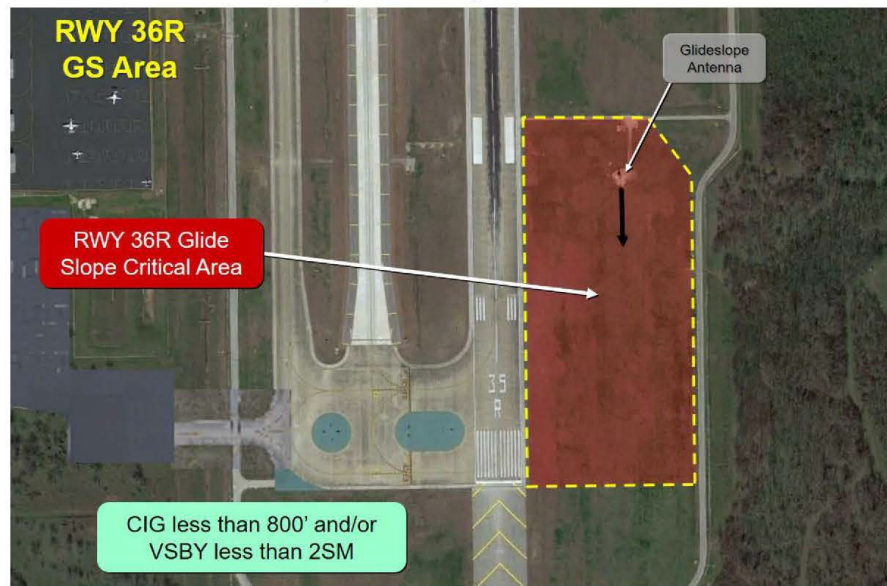 RWY 36R
GS Area
Glideslope
Antenna
RWY 36R Glide
Slope Critical Area
35
R
CIG less than 800' and/or
VSBY less than 2SM